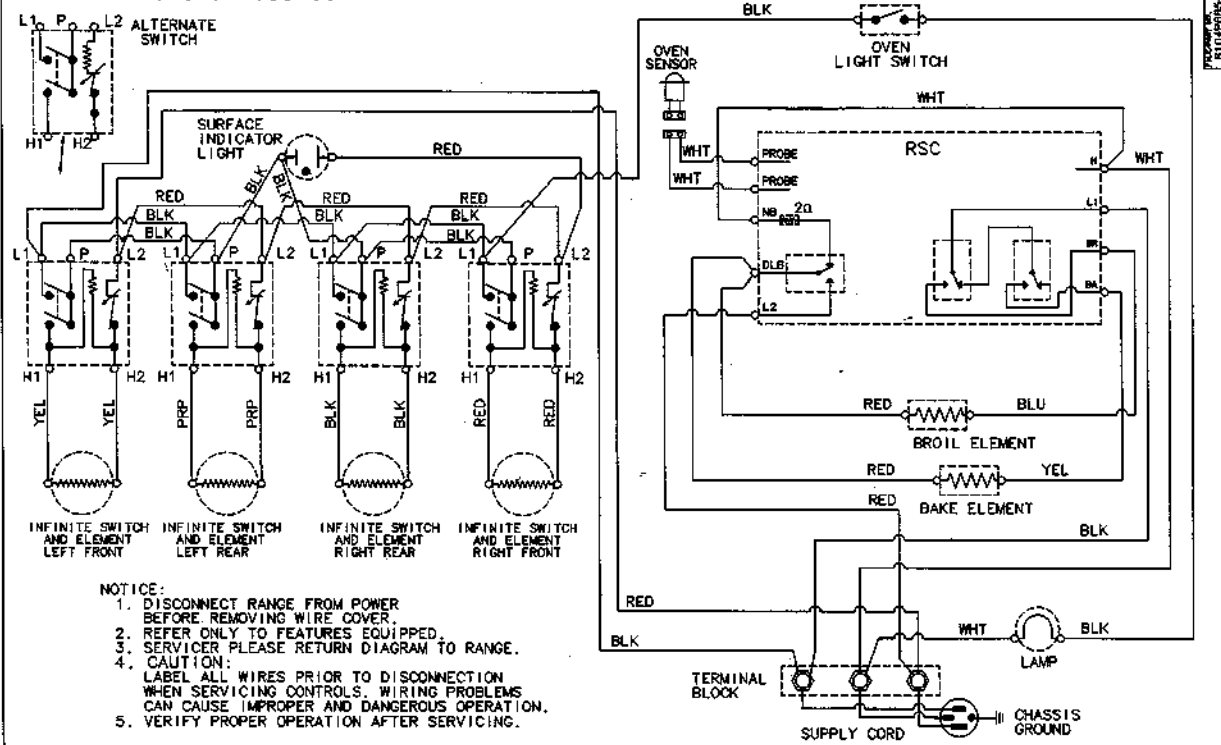 L1 P L2 ALTERNATE
SWITCH
H1 H2
SURFACE
INDICATOR
LIGHT
RED
BLK
BLK
BLK
OVEN
LIGHT SWITCH
OVEN
SENSOR
WHT
WHT
WHT
WHT
RSC
PROBE
PROBE
NB 2Ω
DLB
L2
N
L1
BR
BA
RED
BLK
BLK
RED
BLK
RED
BLK
L1 P L2
L1 P L2
L1 P L2
L1 P L2
H1 H2
H1 H2
H1 H2
H1 H2
YEL YEL
PRP PRP
BLK BLK
RED RED
INFINITE SWITCH
AND ELEMENT
LEFT FRONT
INFINITE SWITCH
AND ELEMENT
LEFT REAR
INFINITE SWITCH
AND ELEMENT
RIGHT REAR
INFINITE SWITCH
AND ELEMENT
RIGHT FRONT
RED BLU
BROIL ELEMENT
RED YEL
BAKE ELEMENT
RED
BLK
RED
BLK
WHT BLK
LAMP
TERMINAL
BLOCK
SUPPLY CORD
CHASSIS
GROUND
NOTICE:
1. DISCONNECT RANGE FROM POWER
BEFORE REMOVING WIRE COVER.
2. REFER ONLY TO FEATURES EQUIPPED.
3. SERVICER PLEASE RETURN DIAGRAM TO RANGE.
4. CAUTION:
LABEL ALL WIRES PRIOR TO DISCONNECTION
WHEN SERVICING CONTROLS. WIRING PROBLEMS
CAN CAUSE IMPROPER AND DANGEROUS OPERATION.
5. VERIFY PROPER OPERATION AFTER SERVICING.